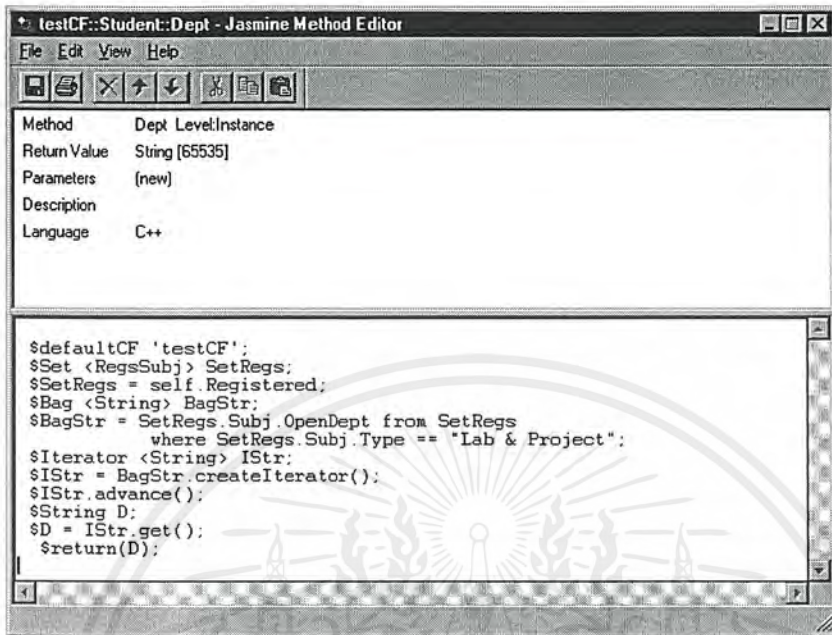 testCF::Student::Dept - Jasmine Method Editor
File Edit View Help
Method Dept Level:Instance
Return Value String [65535]
Parameters (new)
Description
Language C++
$defaultCF 'testCF';
$Set <RegsSubj> SetRegs;
$SetRegs = self.Registered;
$Bag <String> BagStr;
$BagStr = SetRegs.Subj.OpenDept from SetRegs
where SetRegs.Subj.Type == "Lab & Project";
$Iterator <String> IStr;
$IStr = BagStr.createIterator();
$IStr.advance();
$String D;
$D = IStr.get();
$return(D);